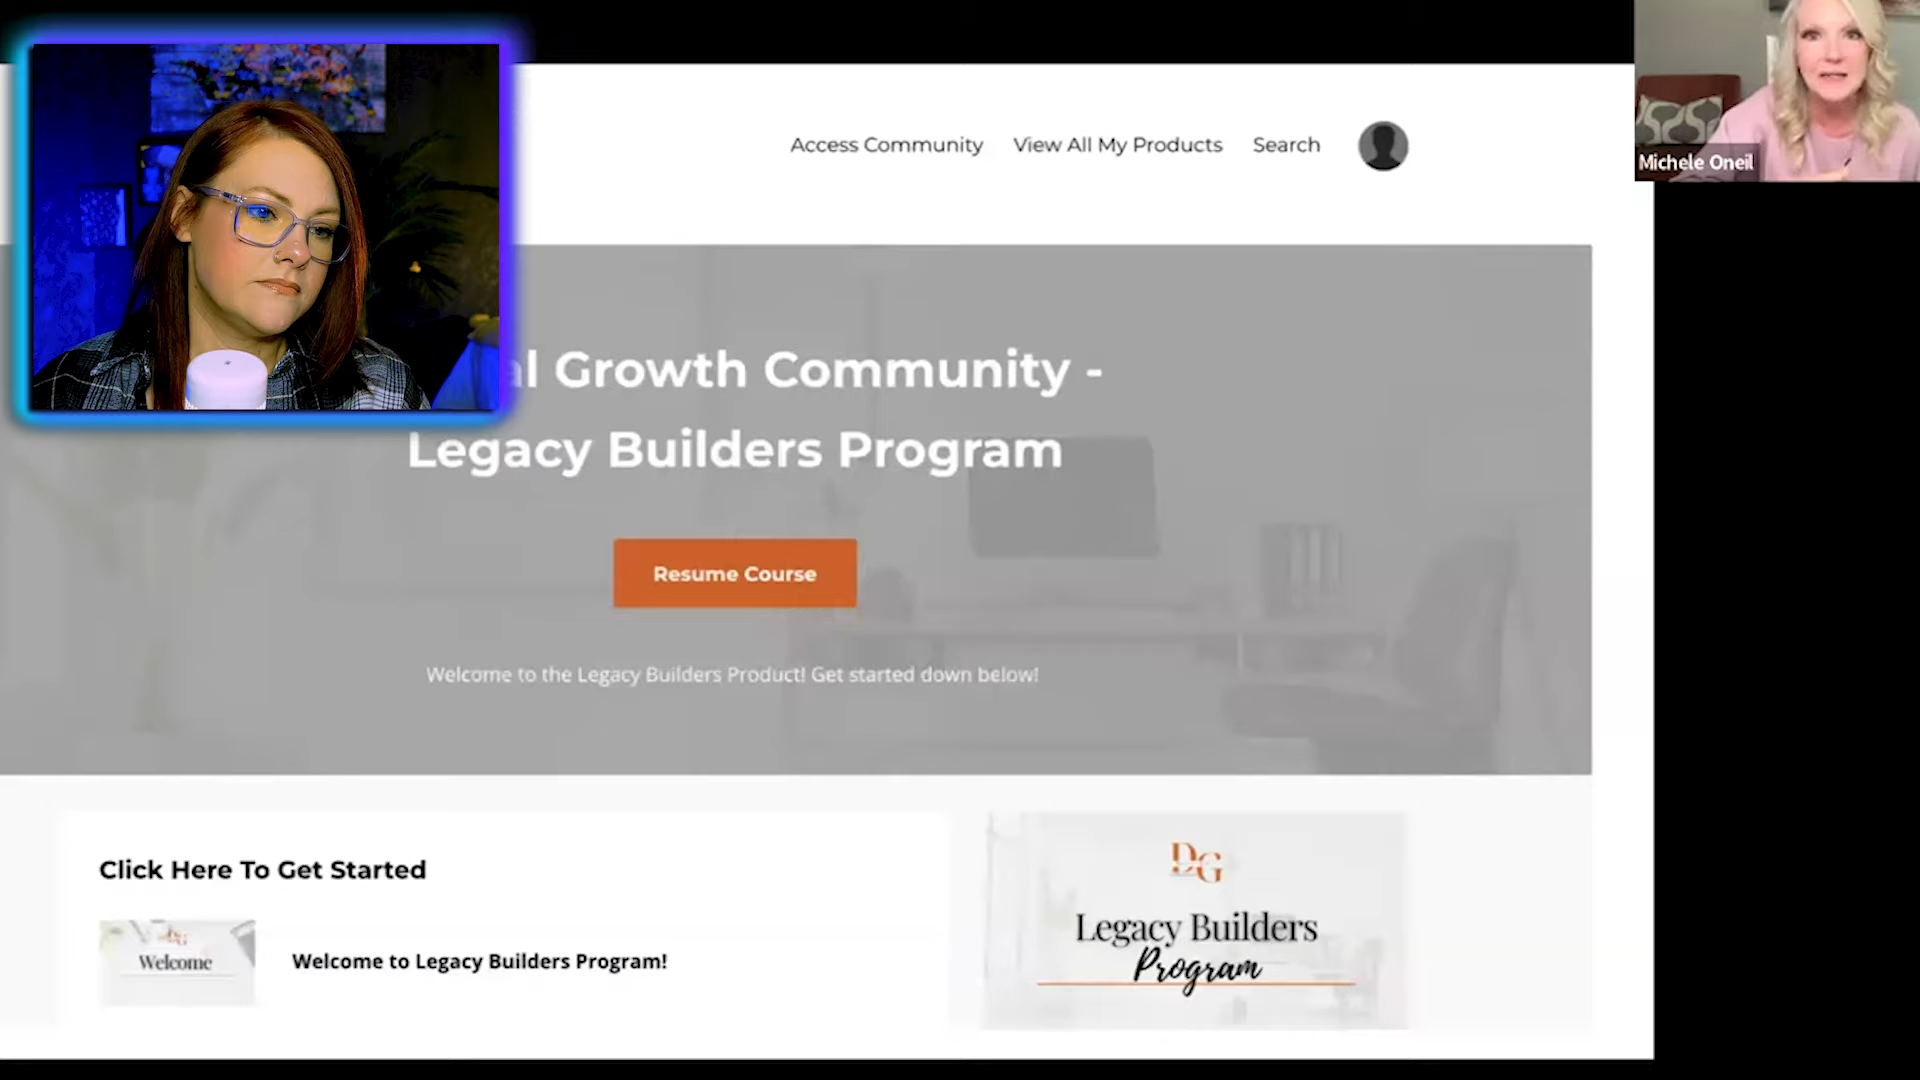 Access Community View All My Products Search
Michele Oneil
Growth Community -
Legacy Builders Program
Resume Course
Welcome to the Legacy Builders Product! Get started down below!
Click Here To Get Started
DG
Welcome
Welcome to Legacy Builders Program!
DG
Legacy Builders
Program